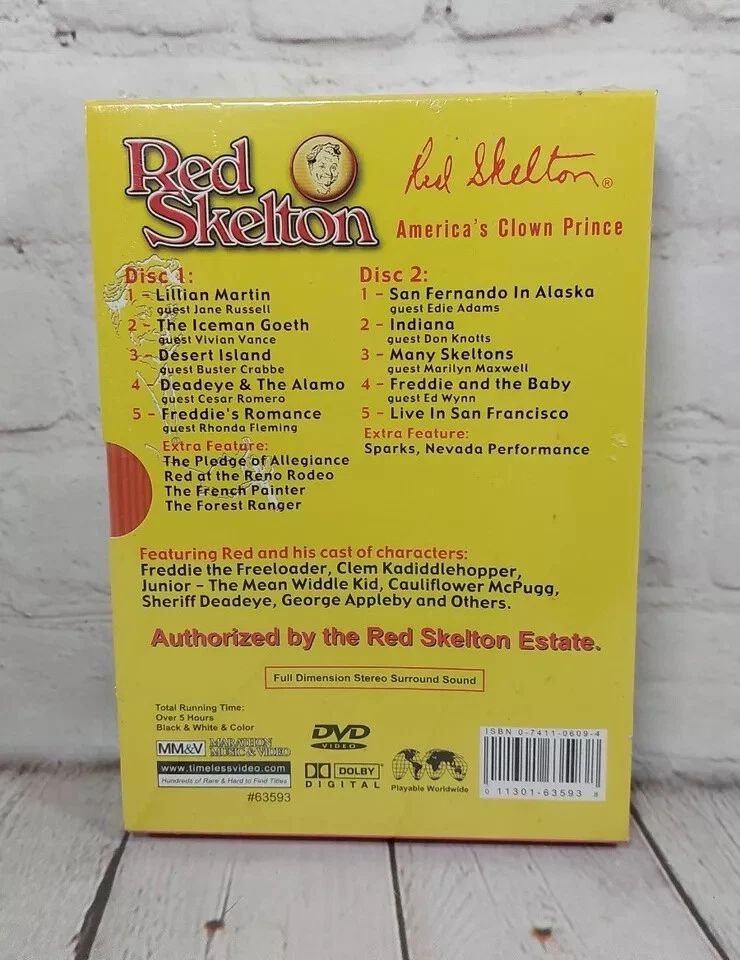 Red
Skelton
Red Skelton ®
America's Clown Prince
Disc 1:
1 - Lillian Martin
guest Jane Russell
2 - The Iceman Goeth
guest Vivian Vance
3 - Desert Island
guest Buster Crabbe
4 - Deadeye & The Alamo
guest Cesar Romero
5 - Freddie's Romance
guest Rhonda Fleming
Extra Feature:
The Pledge of Allegiance
Red at the Reno Rodeo
The French Painter
The Forest Ranger
Disc 2:
1 - San Fernando In Alaska
guest Edie Adams
2 - Indiana
guest Don Knotts
3 - Many Skeltons
guest Marilyn Maxwell
4 - Freddie and the Baby
guest Ed Wynn
5 - Live In San Francisco
Extra Feature:
Sparks, Nevada Performance
Featuring Red and his cast of characters:
Freddie the Freeloader, Clem Kadiddlehopper,
Junior - The Mean Widdle Kid, Cauliflower McPugg,
Sheriff Deadeye, George Appleby and Others.
Authorized by the Red Skelton Estate.
Full Dimension Stereo Surround Sound
Total Running Time:
Over 5 Hours
Black & White & Color
MM&V MARATHON MUSIC & VIDEO
www.timelessvideo.com
Hundreds of Rare & Hard to Find Titles
#63593
DVD
VIDEO
DOLBY
DIGITAL
Playable Worldwide
ISBN 0-7411-0609-4
0 11301-63593 8